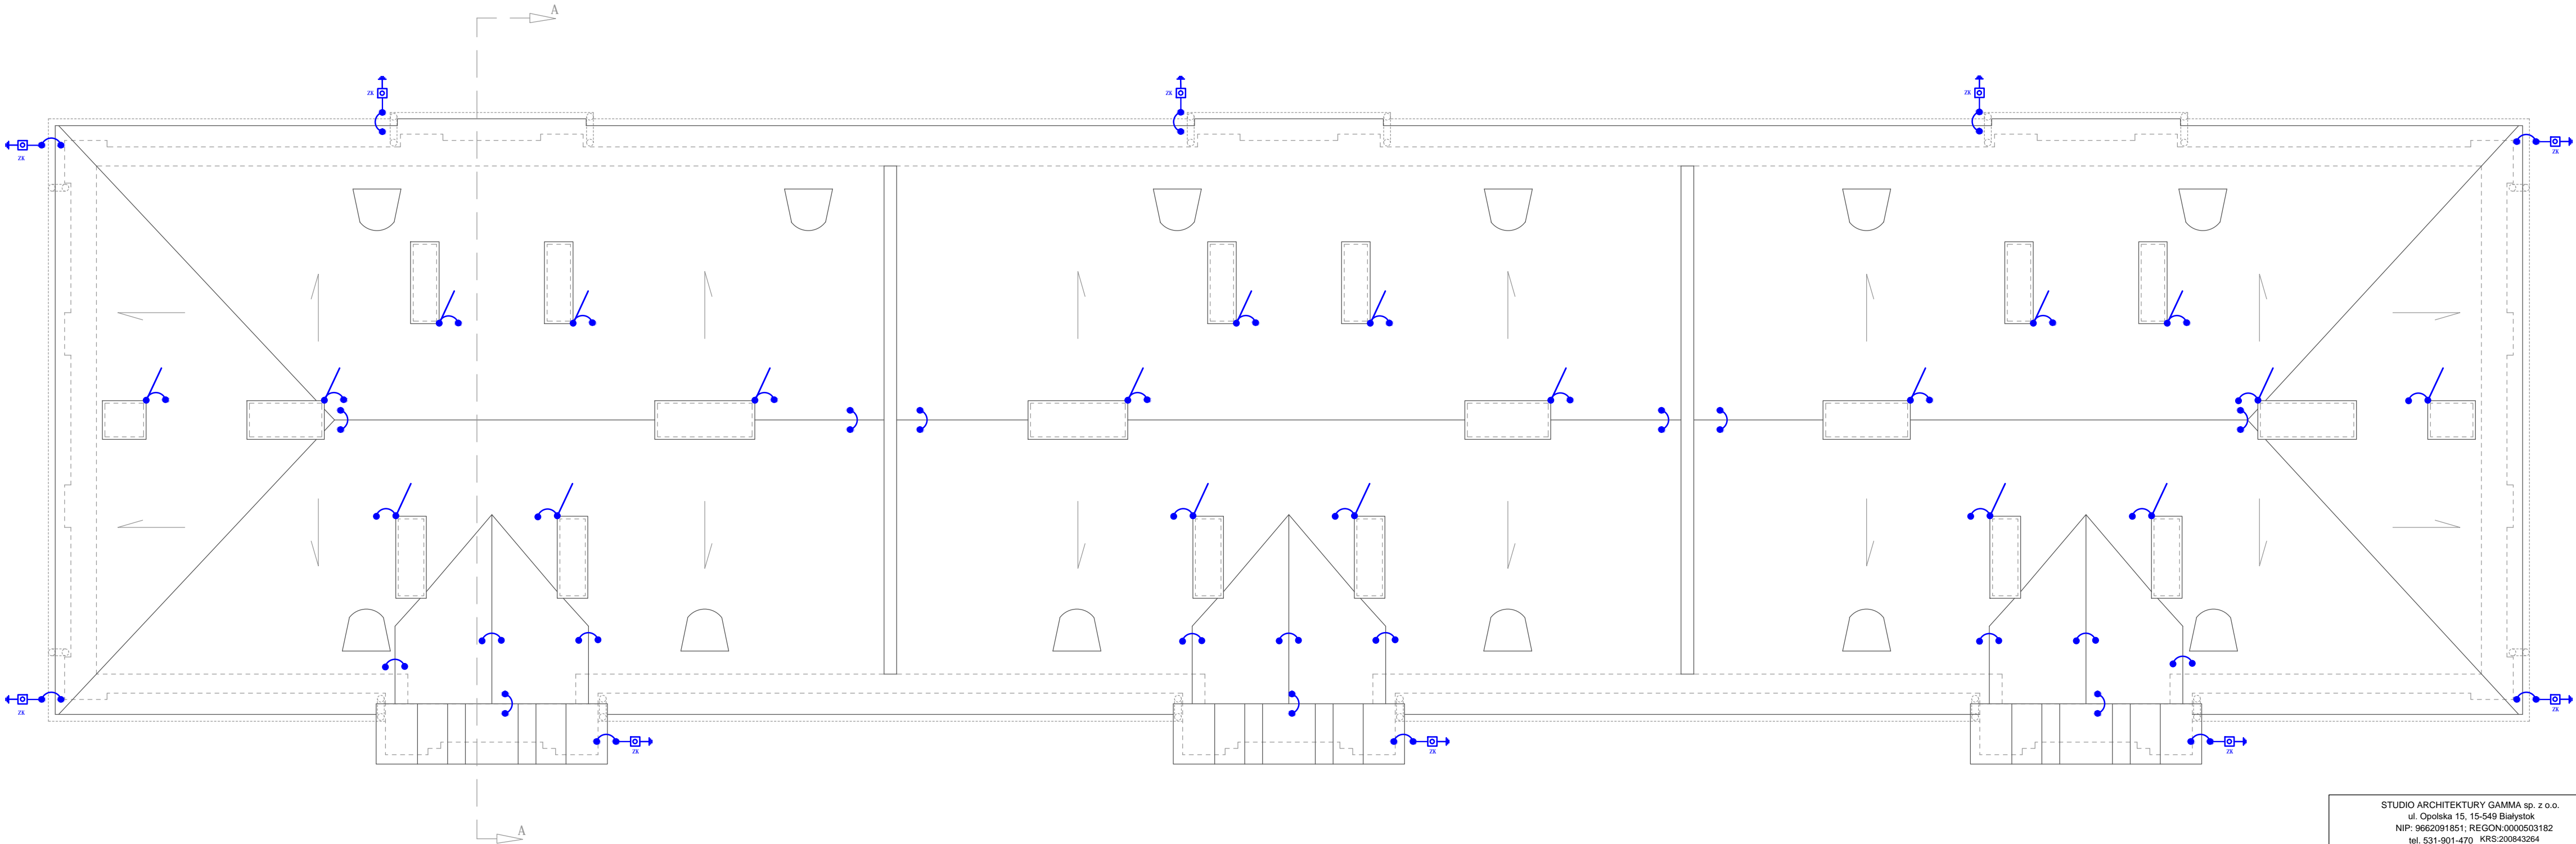 A
ZK
ZK
ZK
ZK
ZK
ZK
ZK
ZK
ZK
ZK
A
STUDIO ARCHITEKTURY GAMMA sp. z o.o.
ul. Opolska 15, 15-549 Białystok
NIP: 9662091851; REGON:0000503182
tel. 531-901-470 KRS:200843264